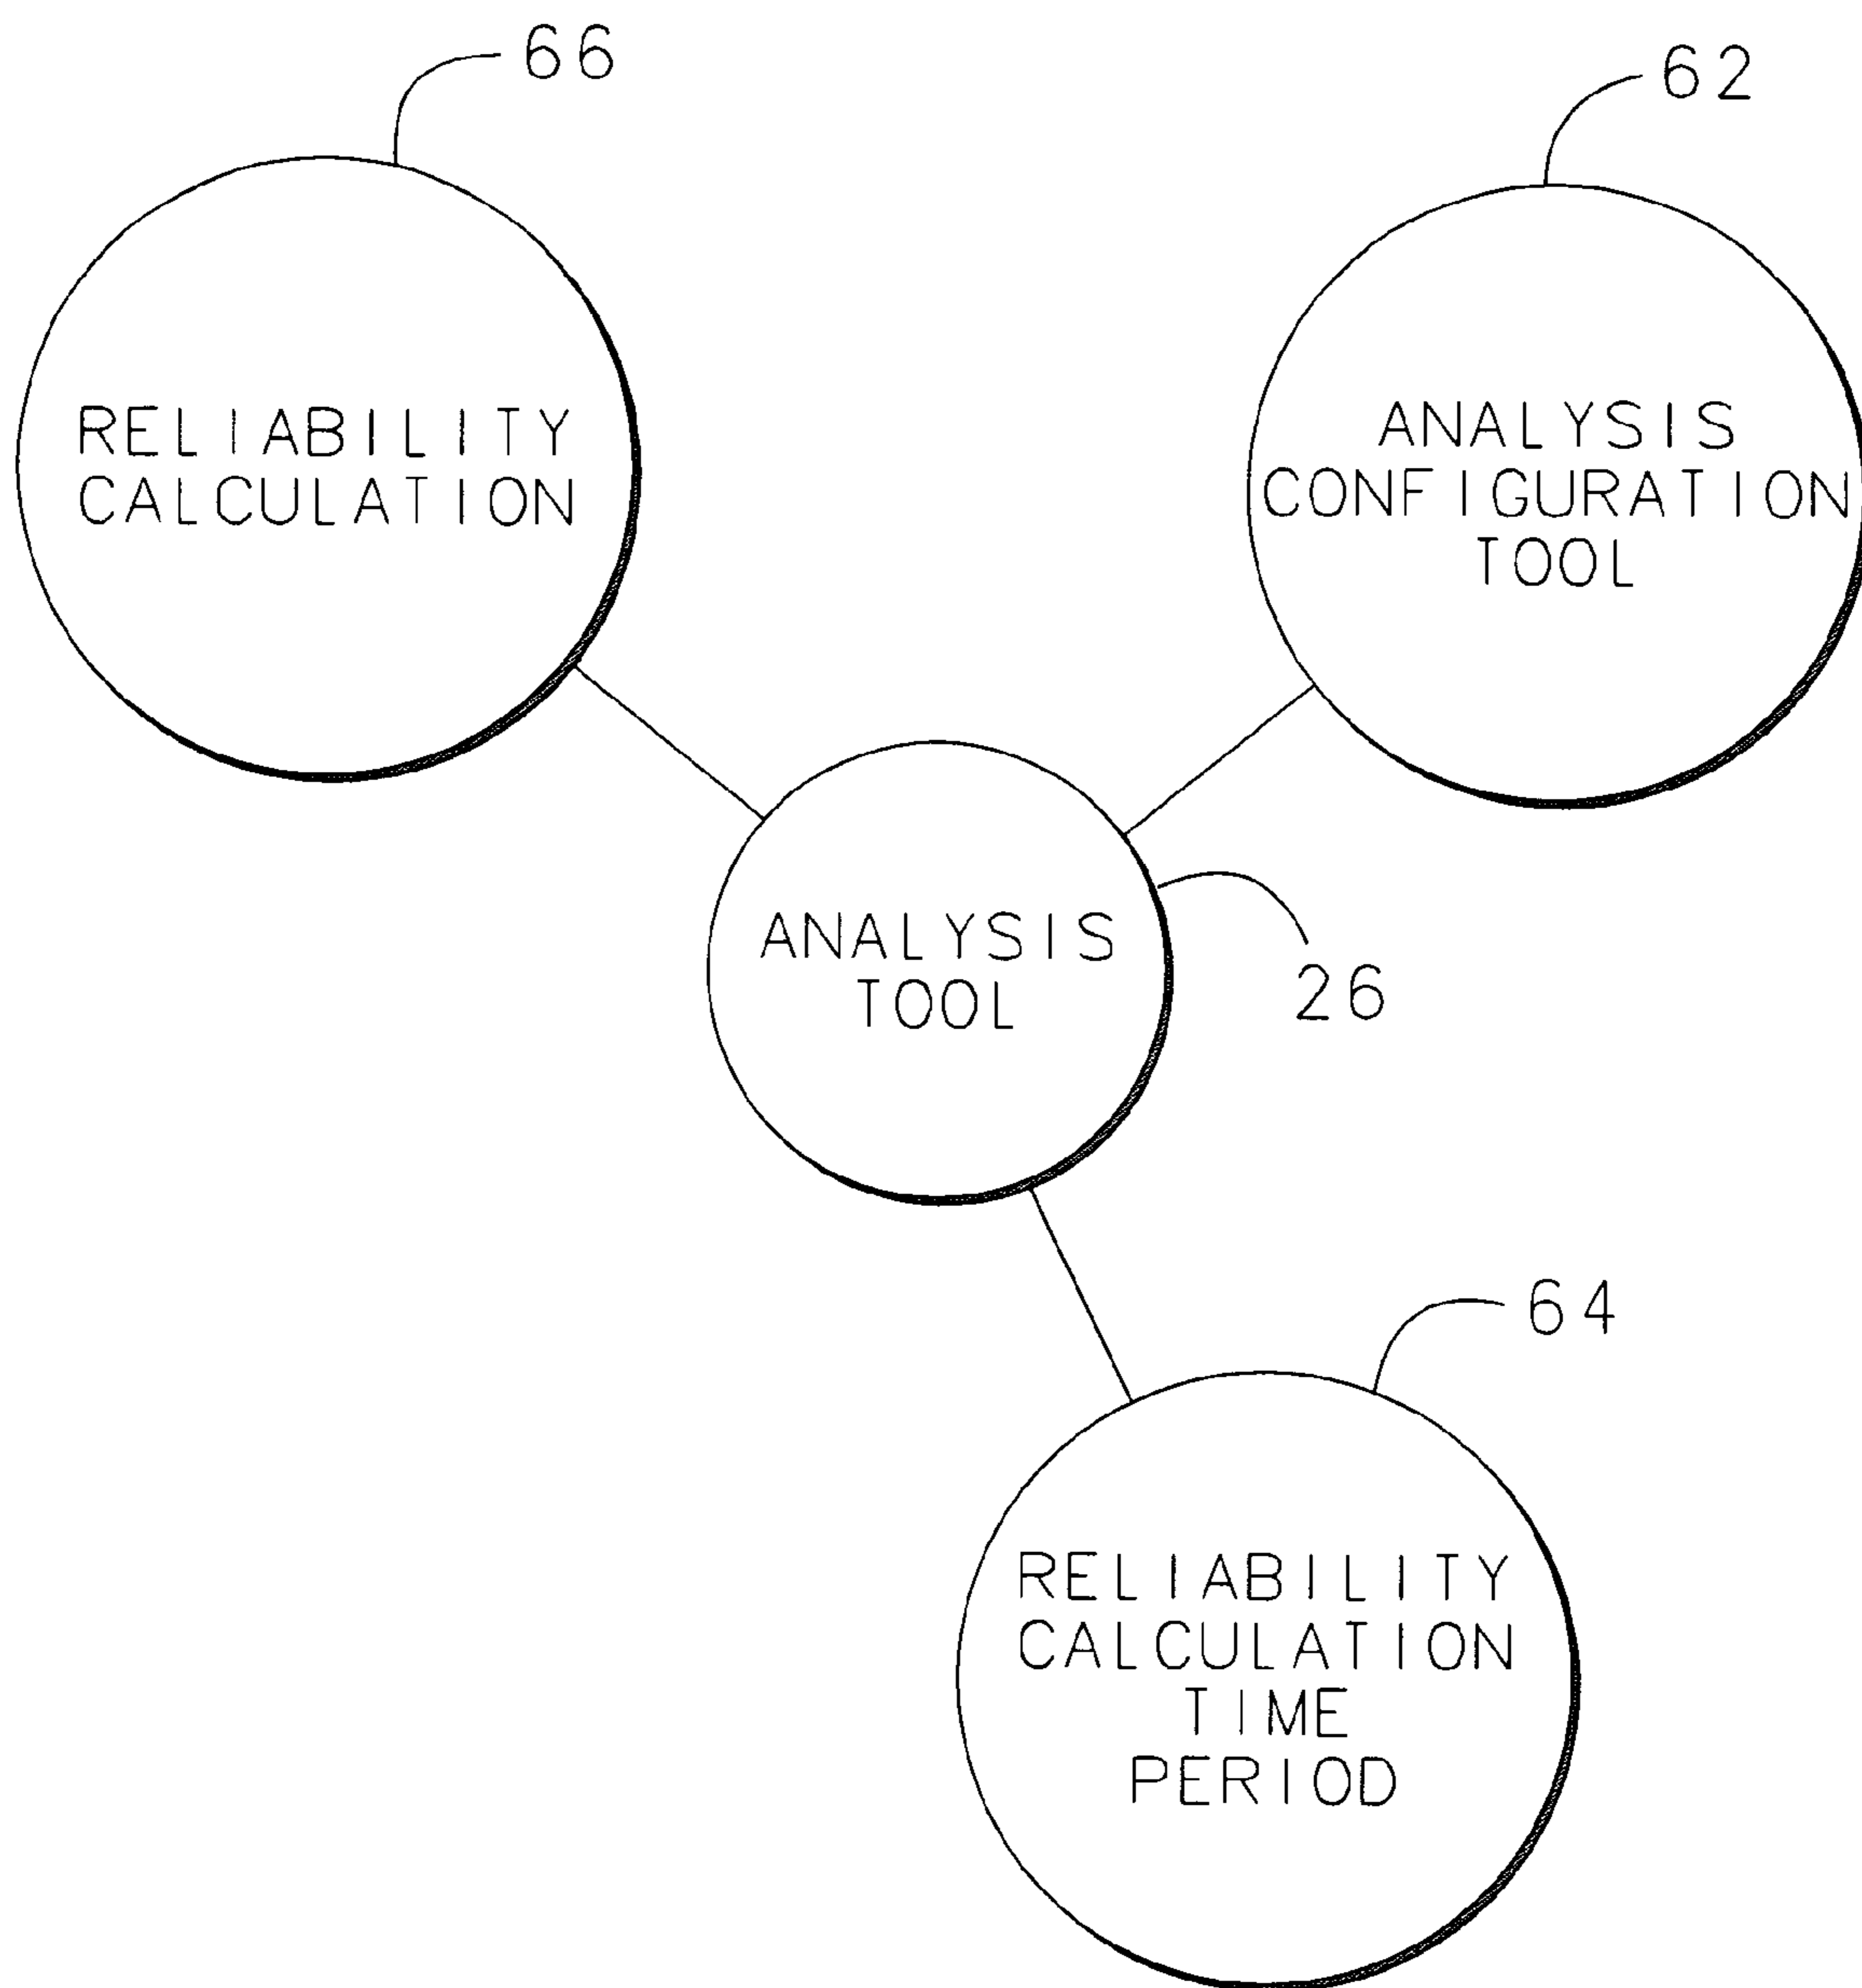 66
62
RELIABILITY
CALCULATION
ANALYSIS
CONFIGURATION
TOOL
ANALYSIS
TOOL
26
64
RELIABILITY
CALCULATION
TIME
PERIOD